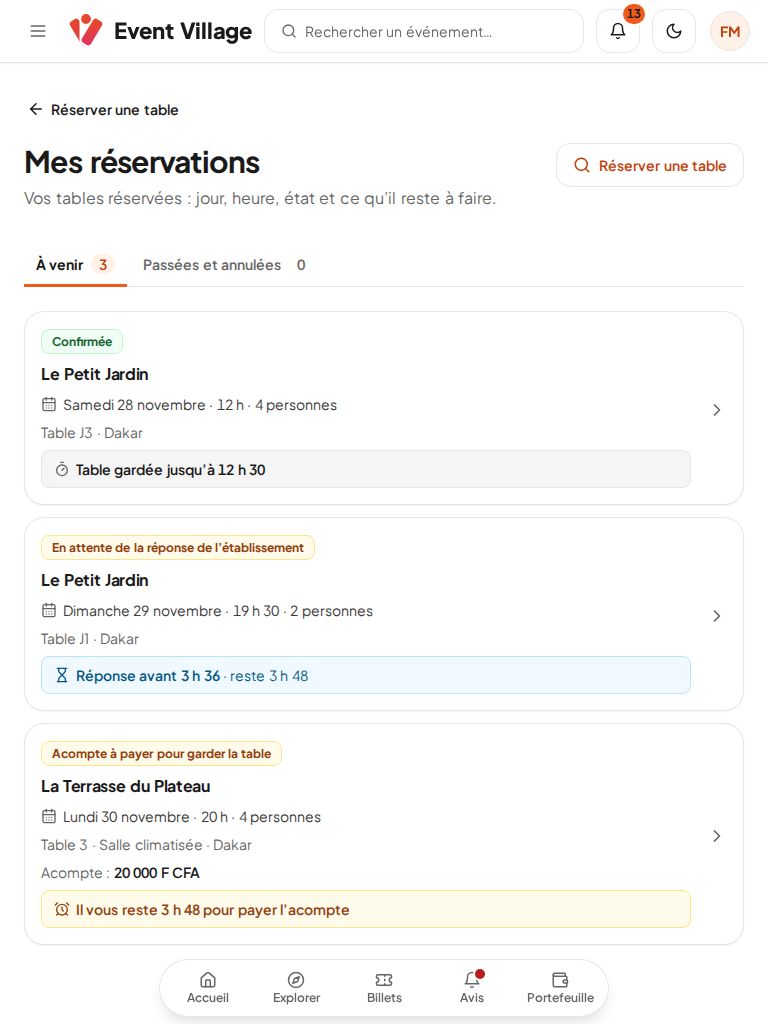 Event Village
Rechercher un événement...
13
FM
Réserver une table
Mes réservations
Réserver une table
Vos tables réservées : jour, heure, état et ce qu’il reste à faire.
À venir 3
Passées et annulées 0
Confirmée
Le Petit Jardin
Samedi 28 novembre · 12 h · 4 personnes
Table J3 · Dakar
Table gardée jusqu’à 12 h 30
En attente de la réponse de l’établissement
Le Petit Jardin
Dimanche 29 novembre · 19 h 30 · 2 personnes
Table J1 · Dakar
Réponse avant 3 h 36 · reste 3 h 48
Acompte à payer pour garder la table
La Terrasse du Plateau
Lundi 30 novembre · 20 h · 4 personnes
Table 3 · Salle climatisée · Dakar
Acompte : 20 000 F CFA
Il vous reste 3 h 48 pour payer l’acompte
Accueil
Explorer
Billets
Avis
Portefeuille